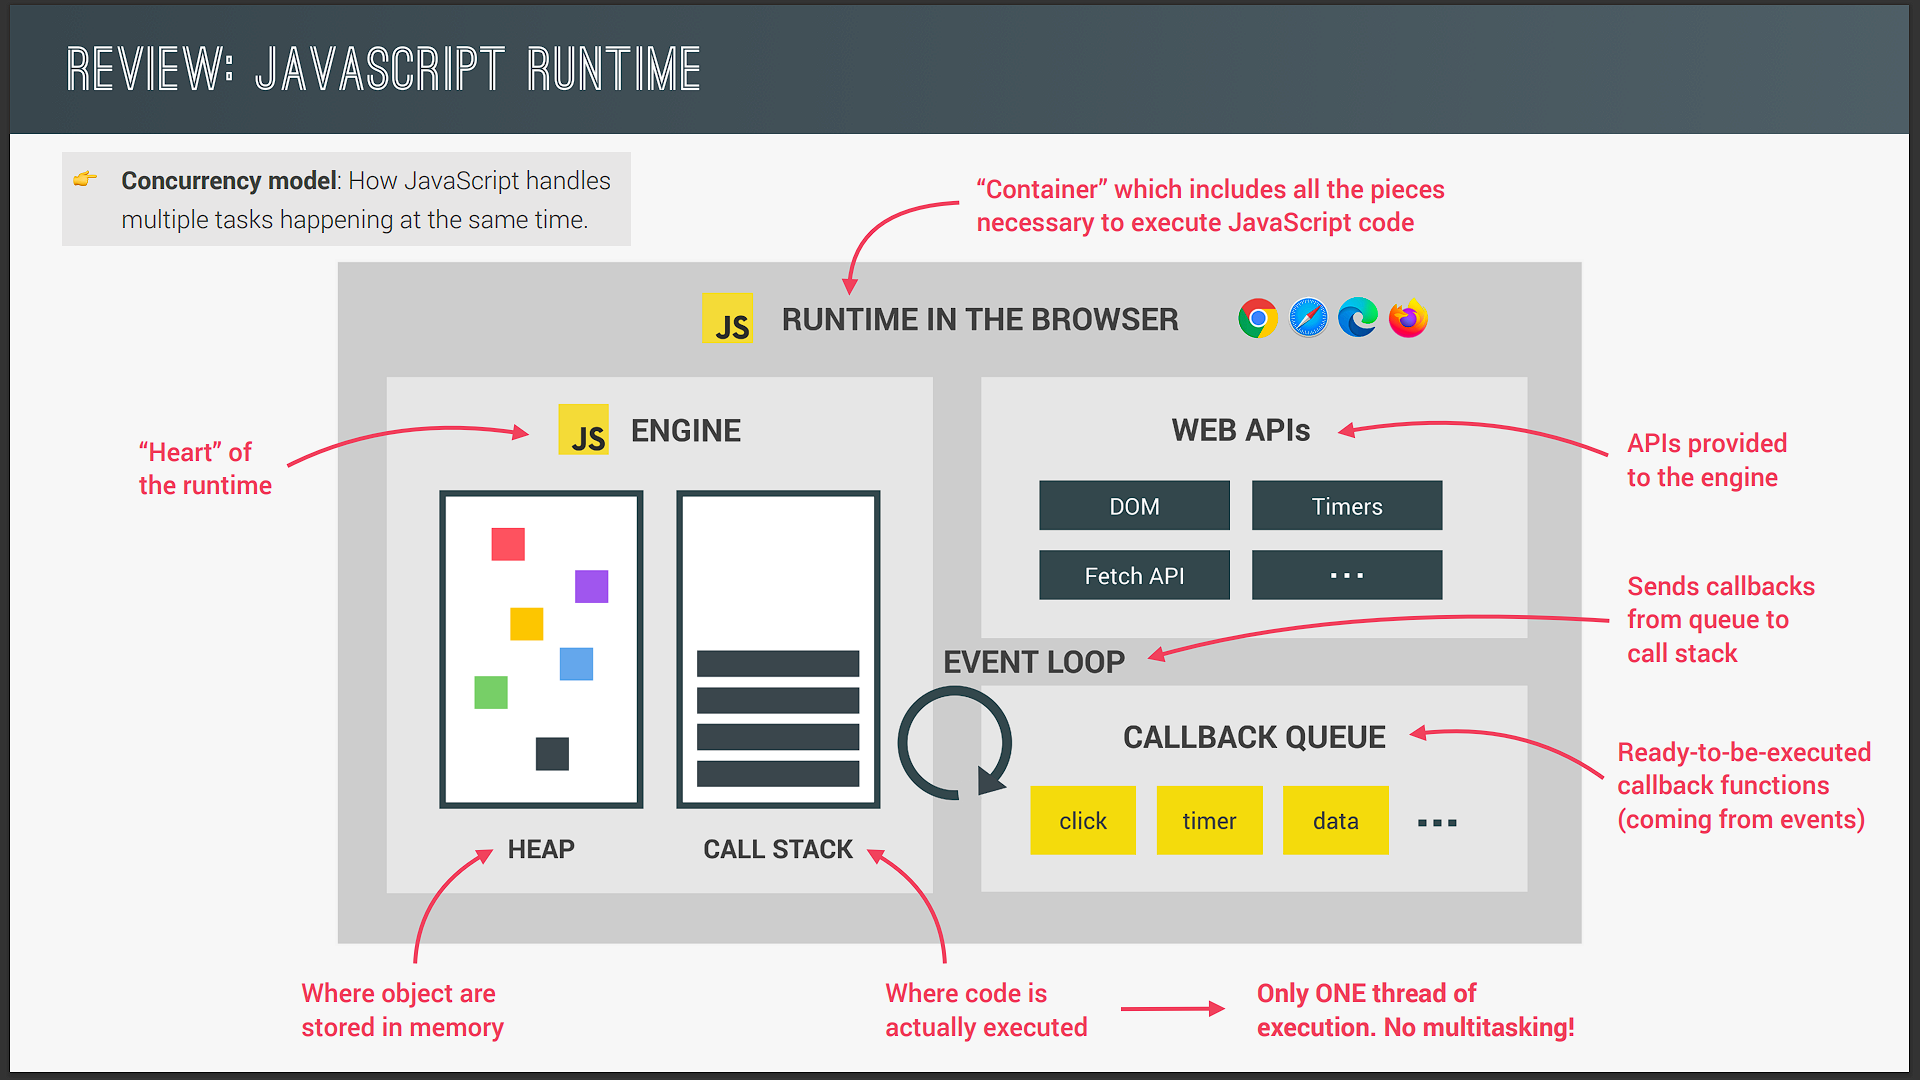 REVIEW: JAVASCRIPT RUNTIME
Concurrency model: How JavaScript handles
multiple tasks happening at the same time.
“Container” which includes all the pieces
necessary to execute JavaScript code
JS
RUNTIME IN THE BROWSER
“Heart” of
the runtime
JS
ENGINE
HEAP
CALL STACK
WEB APIs
DOM
Timers
Fetch API
...
APIs provided
to the engine
EVENT LOOP
Sends callbacks
from queue to
call stack
CALLBACK QUEUE
click
timer
data
...
Ready-to-be-executed
callback functions
(coming from events)
Where object are
stored in memory
Where code is
actually executed
Only ONE thread of
execution. No multitasking!